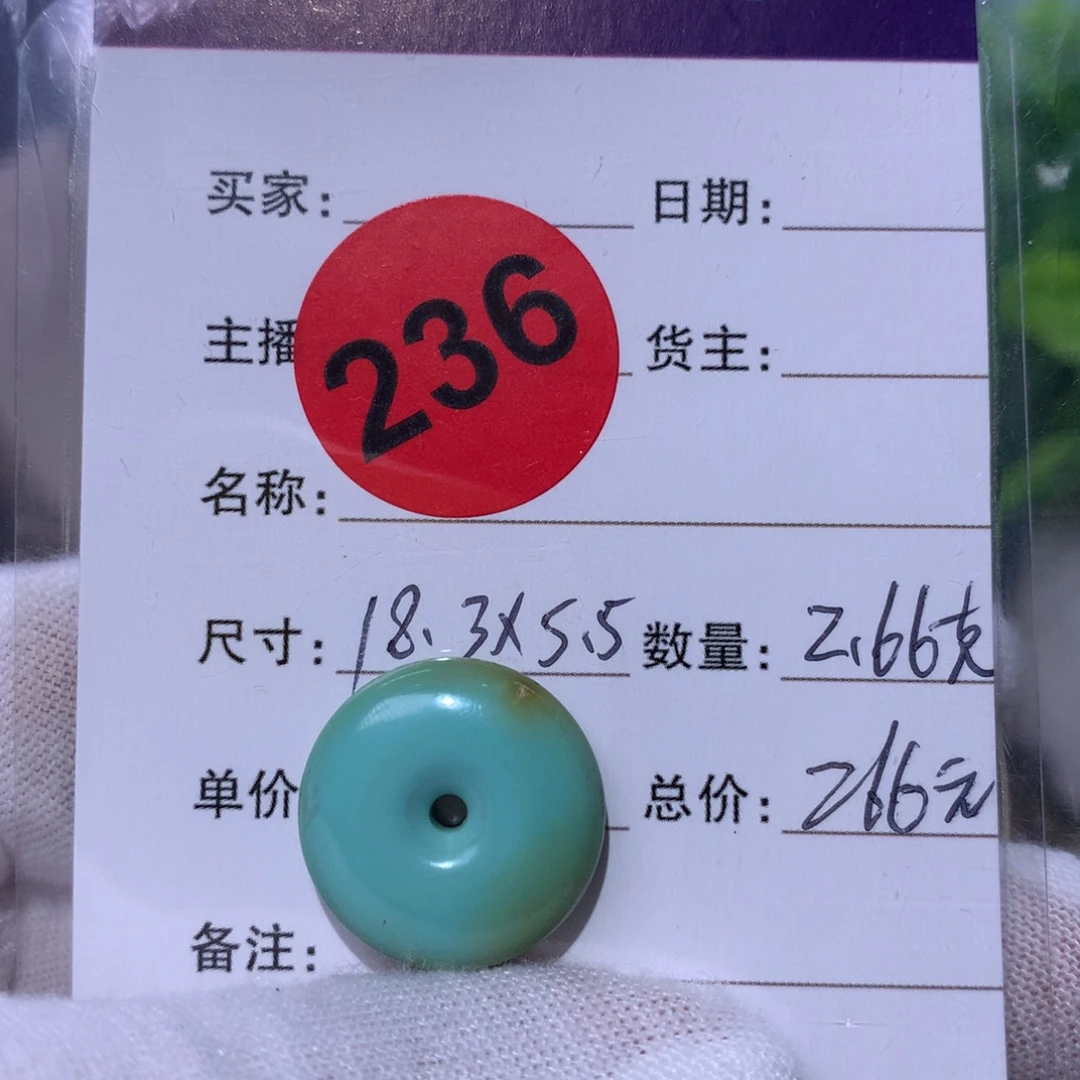 买家： 日期：
236
主播 货主：
名称：
尺寸： 18.3X5.5 数量： 2.66克
单价 总价： 266元
备注：